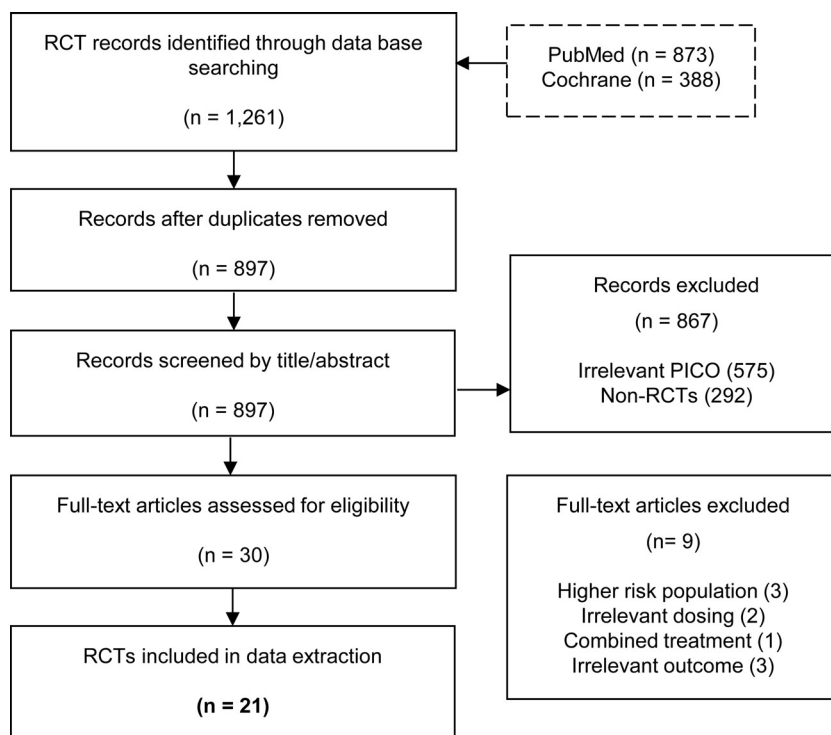 RCT records identified through data base
searching
(n = 1,261)
PubMed (n = 873)
Cochrane (n = 388)
Records after duplicates removed
(n = 897)
Records screened by title/abstract
(n = 897)
Records excluded
(n = 867)
Irrelevant PICO (575)
Non-RCTs (292)
Full-text articles assessed for eligibility
(n = 30)
Full-text articles excluded
(n= 9)
Higher risk population (3)
Irrelevant dosing (2)
Combined treatment (1)
Irrelevant outcome (3)
RCTs included in data extraction
(n = 21)